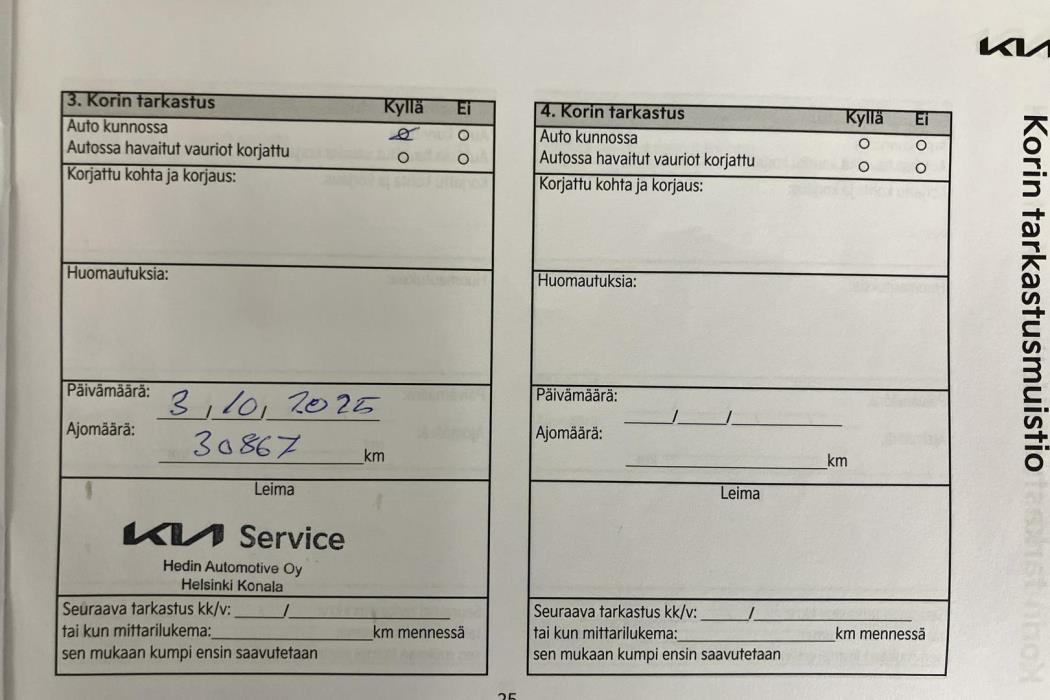 KIA
Korin tarkastusmuistio
3. Korin tarkastus Kyllä Ei
Auto kunnossa
Autossa havaitut vauriot korjattu
Korjattu kohta ja korjaus:
Huomautuksia:
Päivämäärä: 3 / 10 / 2025
Ajomäärä: 30867 km
Leima
KIA Service
Hedin Automotive Oy
Helsinki Konala
Seuraava tarkastus kk/v: /
tai kun mittarilukema: km mennessä
sen mukaan kumpi ensin saavutetaan
4. Korin tarkastus Kyllä Ei
Auto kunnossa
Autossa havaitut vauriot korjattu
Korjattu kohta ja korjaus:
Huomautuksia:
Päivämäärä: / /
Ajomäärä: km
Leima
Seuraava tarkastus kk/v: /
tai kun mittarilukema: km mennessä
sen mukaan kumpi ensin saavutetaan
25